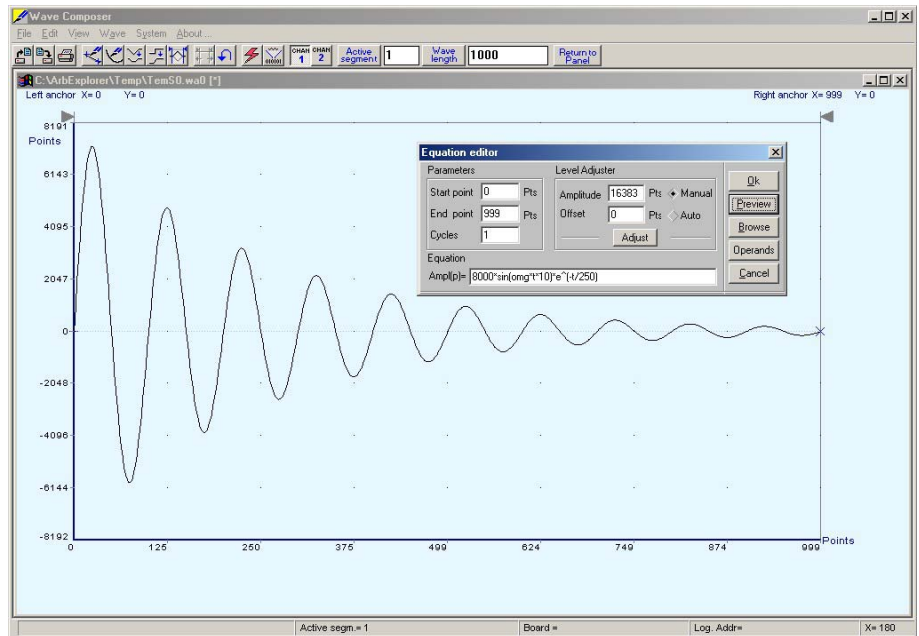 Wave Composer
File Edit View Wave System About...
CHAN 1 CHAN 2 Active segment 1 Wave length 1000 Return to Panel
C:\ArbExplorer\Temp\TemS0.wa0 [*]
Left anchor X= 0 Y= 0 Right anchor X= 999 Y= 0
8191
Points
6143
4095
2047
0
-2048
-4096
-6144
-8192
0 125 250 375 499 624 749 874 999 Points
Equation editor
Parameters Level Adjuster
Start point 0 Pts Amplitude 16383 Pts Manual
End point 999 Pts Offset 0 Pts Auto
Cycles 1 Adjust
Equation
Ampl(p)= 8000*sin(omg*t*10)*e^(-t/250)
Ok
Preview
Browse
Operands
Cancel
Active segm.= 1 Board = Log. Addr= X= 180